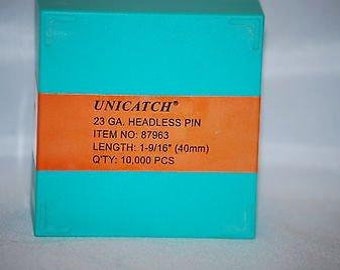 UNICATCH®
23 GA. HEADLESS PIN
ITEM NO: 87963
LENGTH: 1-9/16" (40mm)
Q'TY: 10,000 PCS